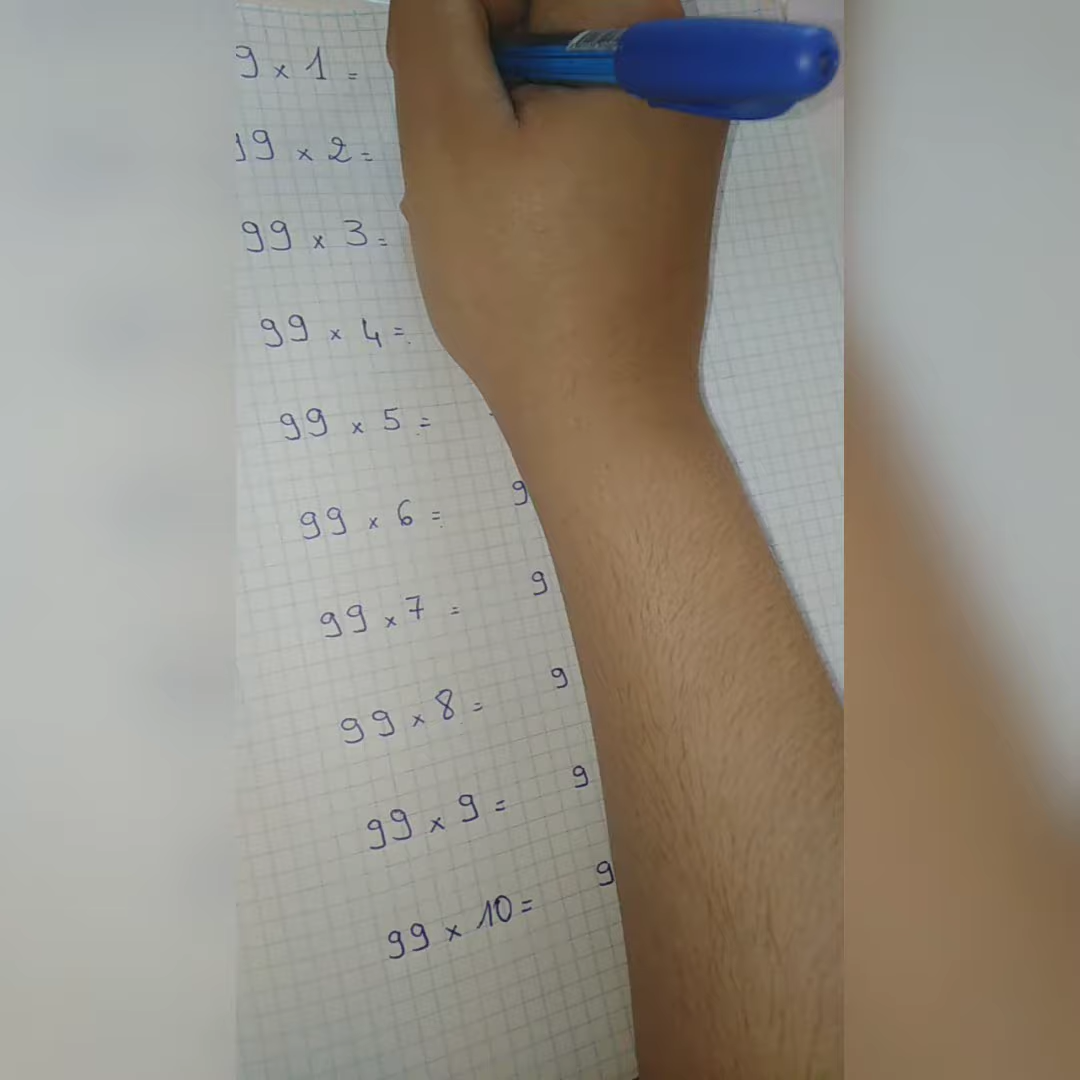 9 x 1 =
99 x 2 =
99 x 3 =
99 x 4 =
99 x 5 =
99 x 6 = 9
99 x 7 = 9
99 x 8 = 9
99 x 9 = 9
99 x 10 = 9